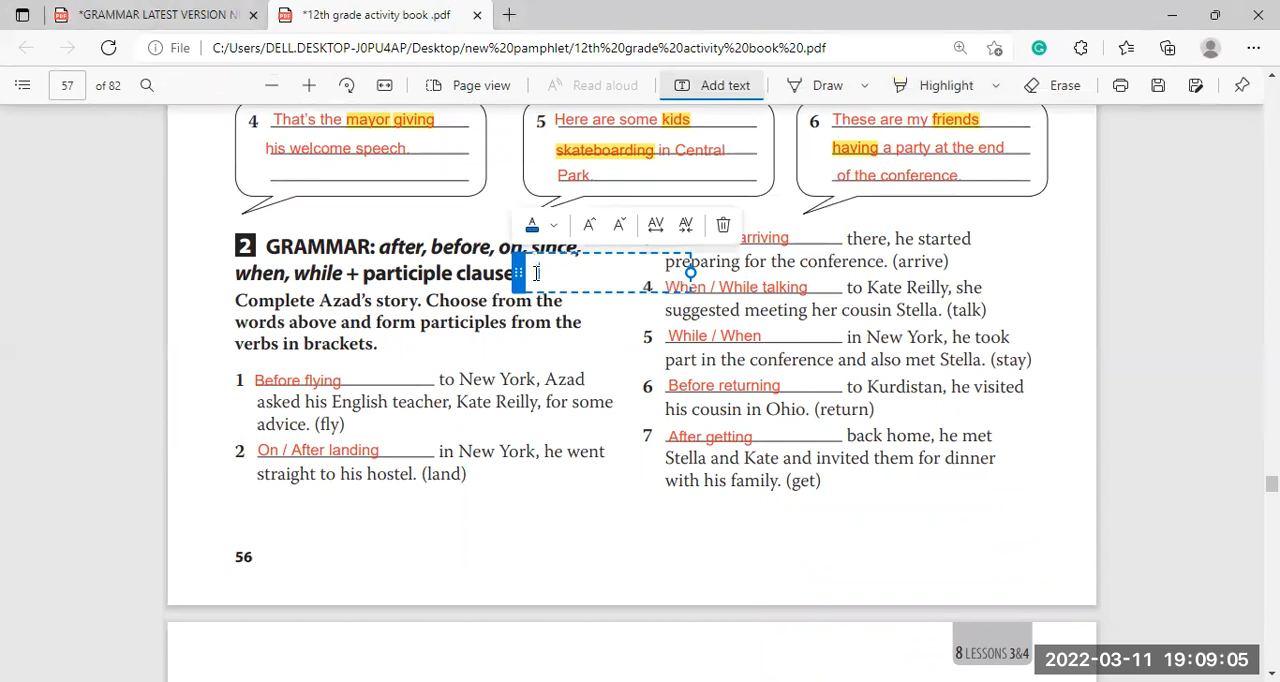 *GRAMMAR LATEST VERSION N
*12th grade activity book .pdf
File
C:/Users/DELL.DESKTOP-J0PU4AP/Desktop/new%20pamphlet/12th%20grade%20activity%20book%20.pdf
57 of 82
Page view
Read aloud
Add text
Draw
Highlight
Erase
4 That's the mayor giving
his welcome speech.
5 Here are some kids
skateboarding in Central
Park.
6 These are my friends
having a party at the end
of the conference.
2 GRAMMAR: after, before, on, since,
when, while + participle clause
Complete Azad's story. Choose from the
words above and form participles from the
verbs in brackets.
1 Before flying to New York, Azad
asked his English teacher, Kate Reilly, for some
advice. (fly)
2 On / After landing in New York, he went
straight to his hostel. (land)
arriving there, he started
preparing for the conference. (arrive)
4 When / While talking to Kate Reilly, she
suggested meeting her cousin Stella. (talk)
5 While / When in New York, he took
part in the conference and also met Stella. (stay)
6 Before returning to Kurdistan, he visited
his cousin in Ohio. (return)
7 After getting back home, he met
Stella and Kate and invited them for dinner
with his family. (get)
56
8 LESSONS 3&4
2022-03-11 19:09:05